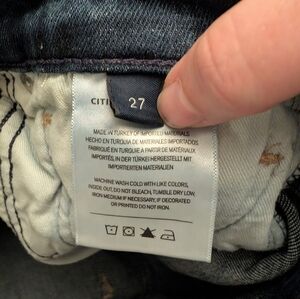 CITI
27
MADE IN TURKEY OF IMPORTED MATERIALS
HECHO EN TURQUIA DE MATERIALES IMPORTADOS
FABRIQUÉ EN TURQUIE A PARTIR DE MATÉRIAUX
IMPORTÉS, IN DER TÜRKEI HERGESTELLT MIT
IMPORTIERTEN MATERIALIEN
MACHINE WASH COLD WITH LIKE COLORS,
INSIDE OUT, DO NOT BLEACH, TUMBLE DRY LOW,
IRON MEDIUM IF NECESSARY, IF DECORATED
OR PRINTED DO NOT IRON.